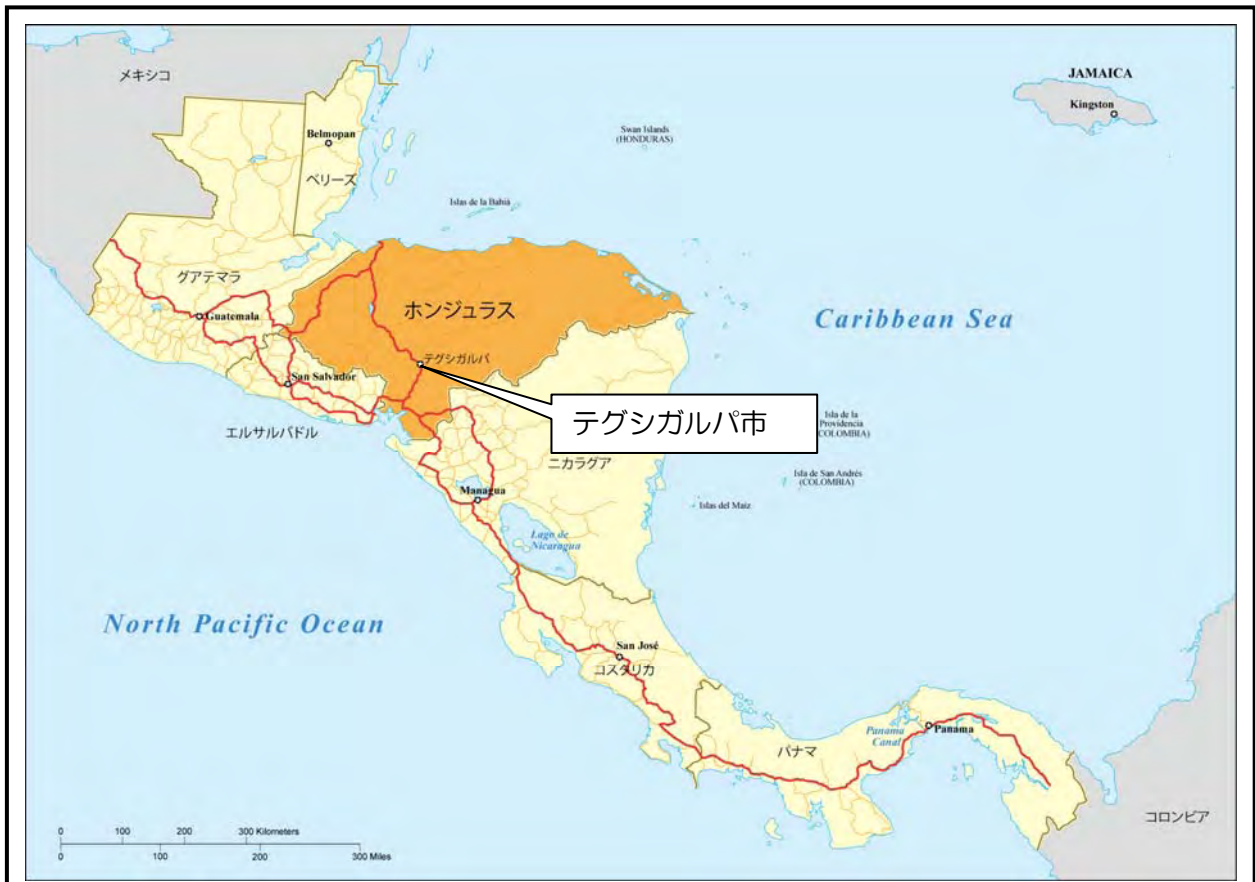 メキシコ
JAMAICA
Kingston
Belmopan
ベリーズ
Swan Islands
(HONDURAS)
Islas de la Bahiá
グアテマラ
Guatemala
ホンジュラス
Caribbean Sea
テグシガルパ
San Salvador
エルサルバドル
テグシガルパ市
Isla de la
Providencia
(COLOMBIA)
ニカラグア
Isla de San Andrés
(COLOMBIA)
Managua
Islas del Maíz
Lago de
Nicaragua
North Pacific Ocean
San José
コスタリカ
Panama
Canal
Panama
パナマ
コロンビア
0 100 200 300 Kilometers
0 100 200 300 Miles